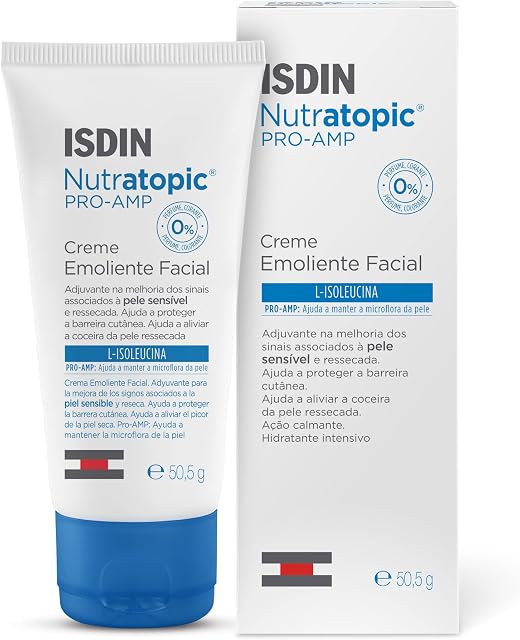 ISDIN
Nutratopic®
PRO-AMP
PERFUME, CORANTE
0%
PERFUME, COLORANTE
Creme
Emoliente Facial
Adjuvante na melhoria dos sinais
associados à pele sensível
e ressecada. Ajuda a proteger
a barreira cutânea. Ajuda a aliviar
a coceira da pele ressecada
L-ISOLEUCINA
PRO-AMP: Ajuda a manter a microflora da pele
Creme Emoliente Facial. Adyuvante para
la mejora de los signos asociados a la
piel sensible y reseca. Ayuda a proteger
la barrera cutánea. Ayuda a aliviar el picor
de la piel seca. Pro-AMP: Ayuda a
mantener la microflora de la piel
℮ 50,5 g
ISDIN
Nutratopic®
PRO-AMP
PERFUME, CORANTE
0%
PERFUME, COLORANTE
Creme
Emoliente Facial
L-ISOLEUCINA
PRO-AMP: Ajuda a manter a microflora da pele
Adjuvante na melhoria dos
sinais associados à pele
sensível e ressecada.
Ajuda a proteger a barreira
cutânea.
Ajuda a aliviar a coceira
da pele ressecada.
Ação calmante.
Hidratante intensivo
℮ 50,5 g